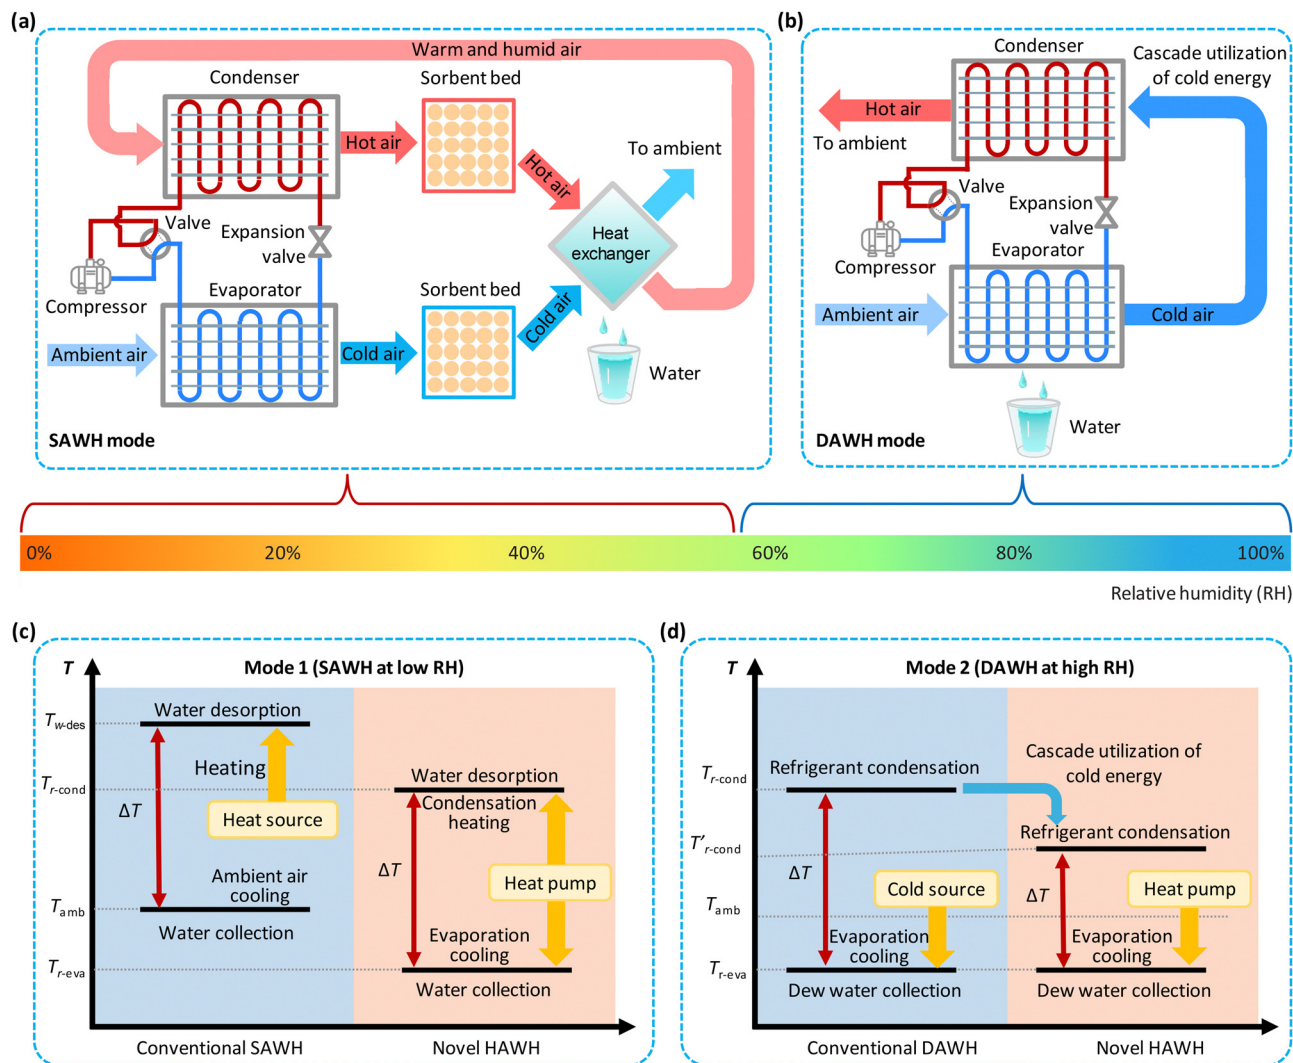 (a)
Warm and humid air
Condenser
Sorbent bed
Hot air
Hot air
To ambient
Valve
Expansion
valve
Heat
exchanger
Compressor
Evaporator
Sorbent bed
Ambient air
Cold air
Cold air
Water
SAWH mode
(b)
Condenser
Cascade utilization
of cold energy
Hot air
To ambient
Valve
Expansion
valve
Compressor
Evaporator
Ambient air
Cold air
Water
DAWH mode
0% 20% 40% 60% 80% 100%
Relative humidity (RH)
(c)
T
Mode 1 (SAWH at low RH)
Tw-des
Tr-cond
Tamb
Tr-eva
Water desorption
Heating
Heat source
ΔT
Ambient air
cooling
Water collection
Water desorption
Condensation
heating
ΔT
Heat pump
Evaporation
cooling
Water collection
Conventional SAWH
Novel HAWH
(d)
T
Mode 2 (DAWH at high RH)
Tr-cond
T′r-cond
Tamb
Tr-eva
Refrigerant condensation
Cascade utilization of
cold energy
Refrigerant condensation
ΔT
Cold source
Evaporation
cooling
Dew water collection
ΔT
Heat pump
Evaporation
cooling
Dew water collection
Conventional DAWH
Novel HAWH